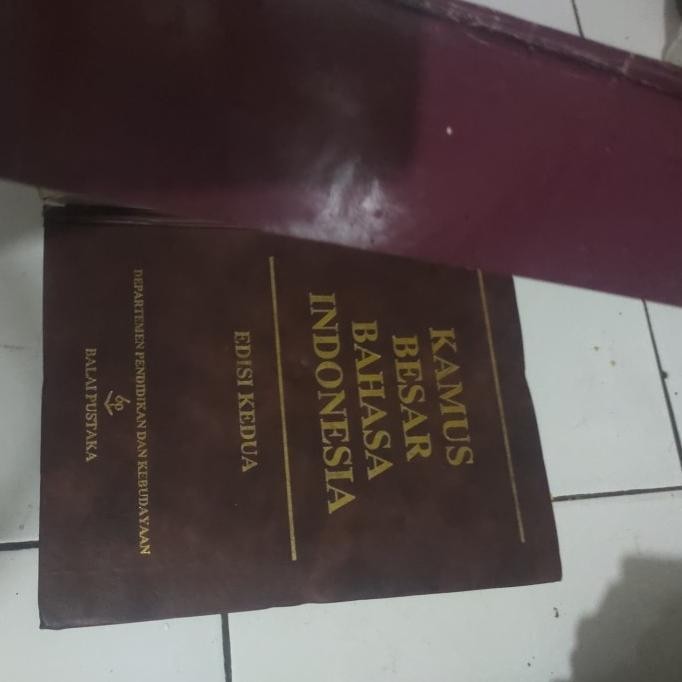 KAMUS
BESAR
BAHASA
INDONESIA
EDISI KEDUA
DEPARTEMEN PENDIDIKAN DAN KEBUDAYAAN
BALAI PUSTAKA